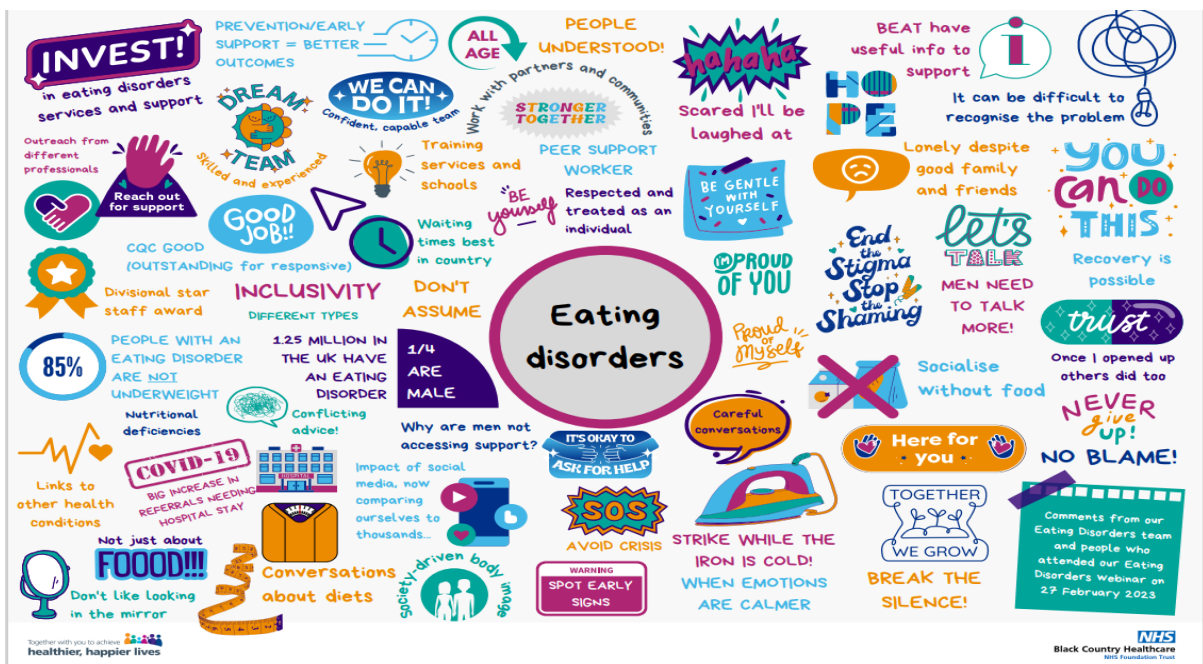 INVEST!
in eating disorders
services and support
PREVENTION/EARLY
SUPPORT = BETTER
OUTCOMES
ALL
AGE
PEOPLE
UNDERSTOOD!
hahaha
Scared I'll be
laughed at
BEAT have
useful info to
support
i
HO
PE
It can be difficult to
recognise the problem
DREAM
TEAM
Skilled and experienced
WE CAN
DO IT!
Confident, capable team
Work with partners and communities
STRONGER
TOGETHER
Outreach from
different
professionals
Reach out
for support
Training
services and
schools
PEER SUPPORT
WORKER
BE
yourself
Respected and
treated as an
individual
BE GENTLE
WITH
YOURSELF
Lonely despite
good family
and friends
YOU
can DO
THIS
Recovery is
possible
GOOD
JOB!!
Waiting
times best
in country
CQC GOOD
(OUTSTANDING for responsive)
Divisional star
staff award
INCLUSIVITY
DIFFERENT TYPES
DON'T
ASSUME
Eating
disorders
I'M PROUD
OF YOU
End
the
Stigma
Stop
the
Shaming
let's
TALK
MEN NEED
TO TALK
MORE!
trust
Once I opened up
others did too
85%
PEOPLE WITH AN
EATING DISORDER
ARE NOT
UNDERWEIGHT
1.25 MILLION IN
THE UK HAVE
AN EATING
DISORDER
1/4
ARE
MALE
Proud
of
Myself
Socialise
without food
Nutritional
deficiencies
Conflicting
advice!
Why are men not
accessing support?
IT'S OKAY TO
ASK FOR HELP
Careful
conversations
Here for
you
NEVER
give
UP!
NO BLAME!
Links to
other health
conditions
COVID-19
BIG INCREASE IN
REFERRALS NEEDING
HOSPITAL STAY
HOSPITAL
Impact of social
media, now
comparing
ourselves to
thousands...
SOS
AVOID CRISIS
STRIKE WHILE THE
IRON IS COLD!
WHEN EMOTIONS
ARE CALMER
TOGETHER
WE GROW
BREAK THE
SILENCE!
Comments from our
Eating Disorders team
and people who
attended our Eating
Disorders Webinar on
27 February 2023
Not just about
FOOOD!!!
Don't like looking
in the mirror
Conversations
about diets
Society-driven body image
WARNING
SPOT EARLY
SIGNS
Together with you to achieve
healthier, happier lives
NHS
Black Country Healthcare
NHS Foundation Trust